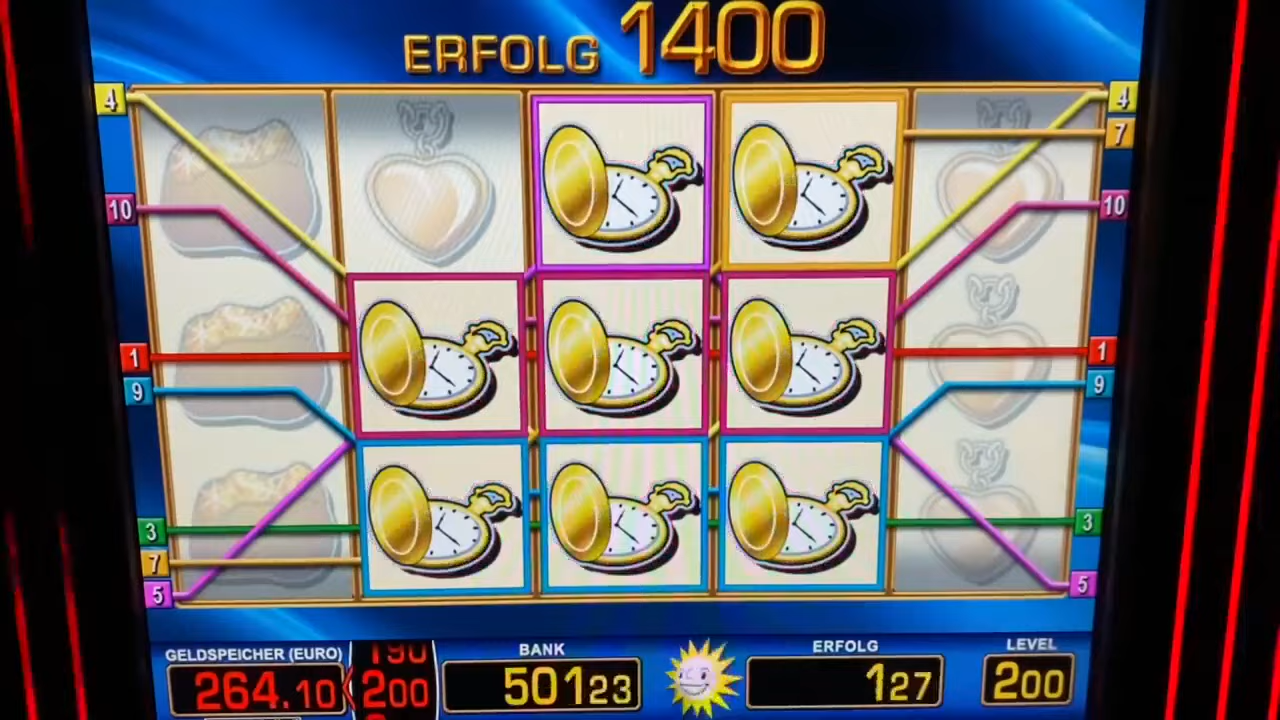 ERFOLG 1400
4 4
7
10 10
1 1
9 9
3 3
7
5 5
GELDSPEICHER (EURO) 190 BANK ERFOLG LEVEL
264.10 200 50123 127 200